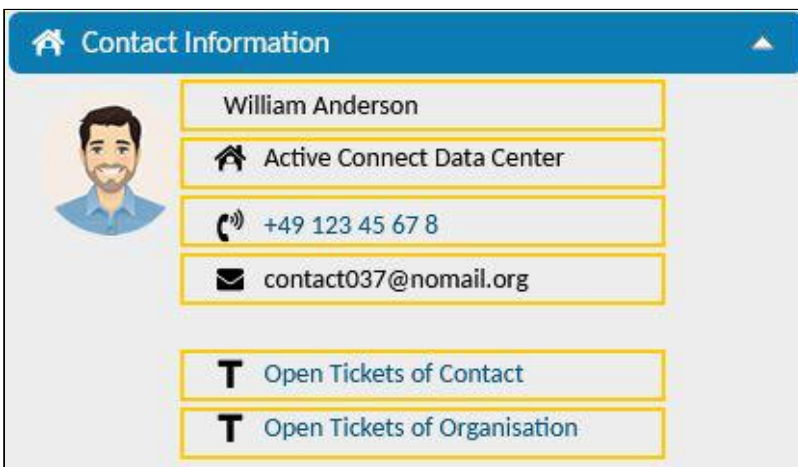 Contact Information
William Anderson
Active Connect Data Center
+49 123 45 67 8
contact037@nomail.org
Open Tickets of Contact
Open Tickets of Organisation